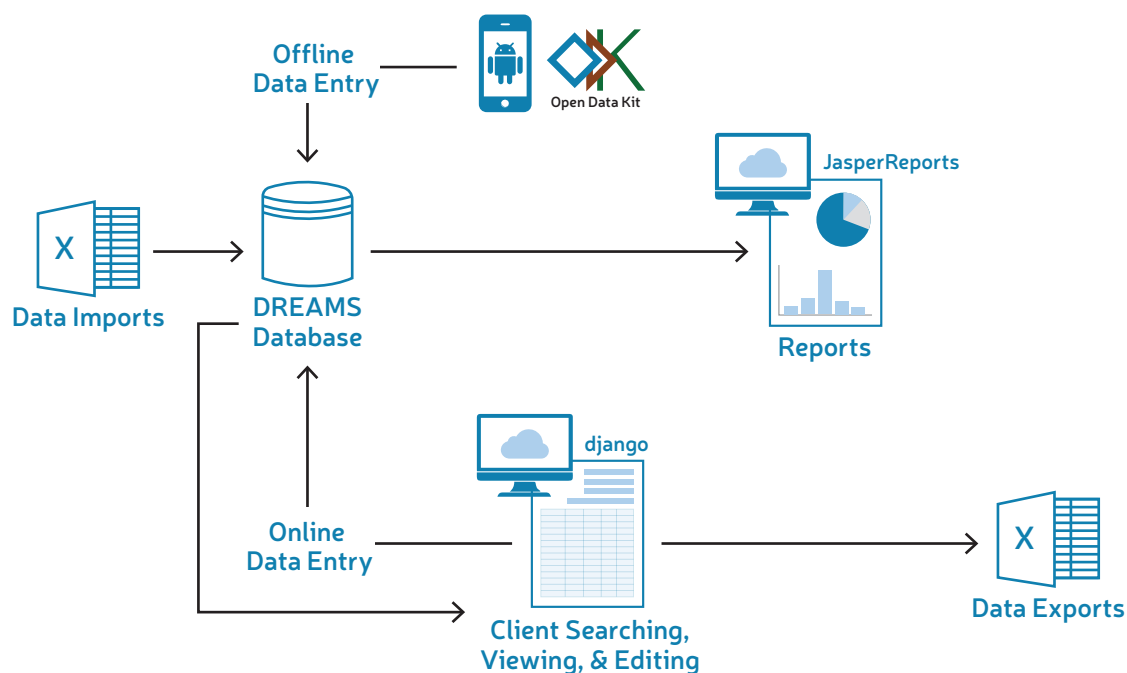 Offline
Data Entry
Open Data Kit
JasperReports
X
Data Imports
DREAMS
Database
Reports
django
Online
Data Entry
X
Data Exports
Client Searching,
Viewing, & Editing